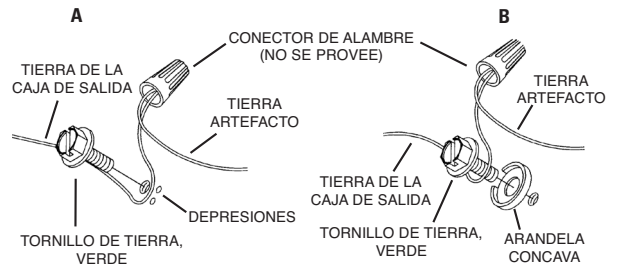 A
B
CONECTOR DE ALAMBRE
(NO SE PROVEE)
TIERRA DE LA
CAJA DE SALIDA
TIERRA
ARTEFACTO
DEPRESIONES
TORNILLO DE TIERRA,
VERDE
TIERRA
ARTEFACTO
TIERRA DE LA
CAJA DE SALIDA
TORNILLO DE TIERRA,
VERDE
ARANDELA
CONCAVA